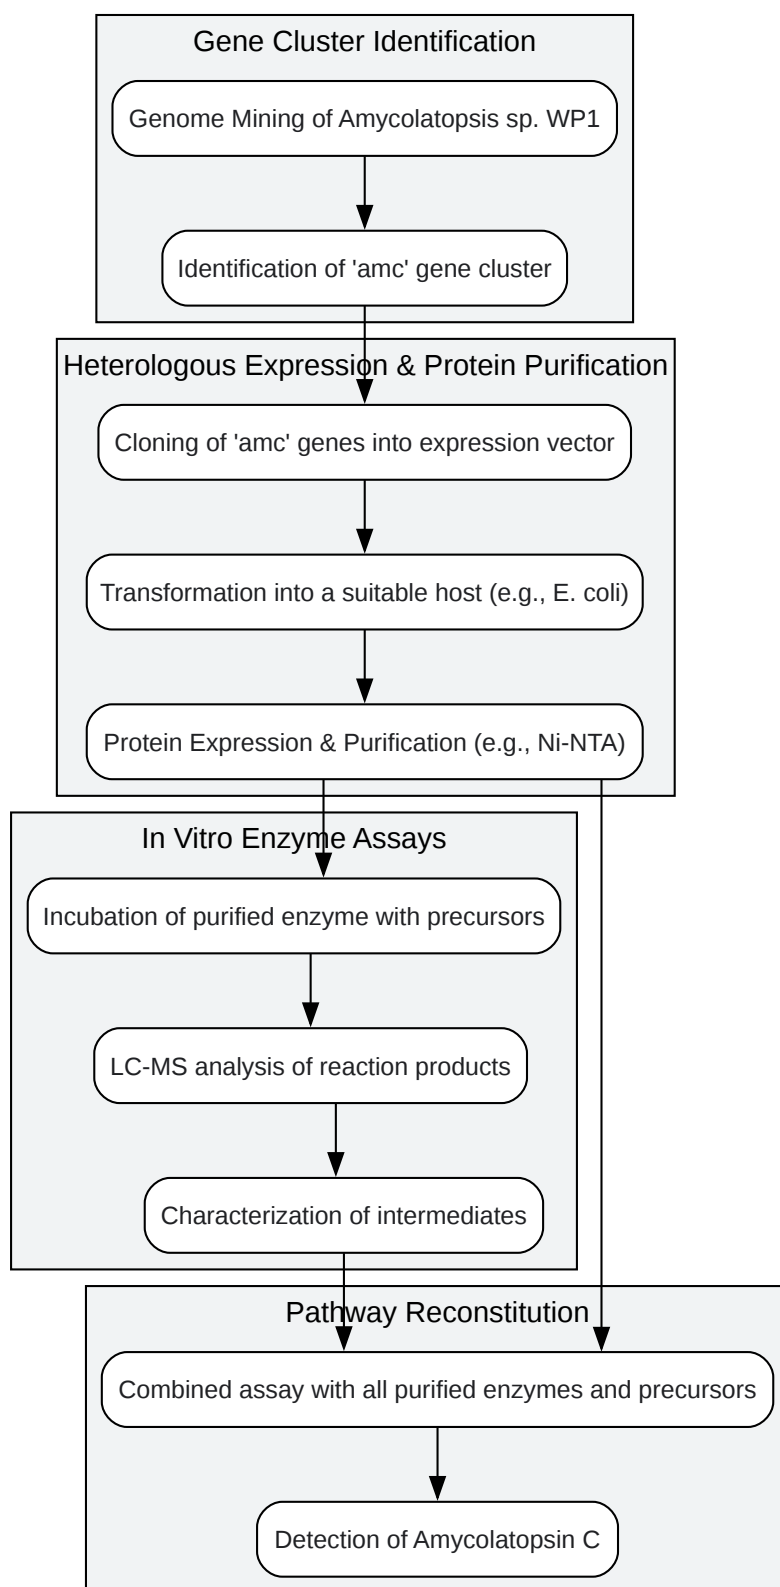 Gene Cluster Identification
Genome Mining of Amycolatopsis sp. WP1
Identification of 'amc' gene cluster
Heterologous Expression & Protein Purification
Cloning of 'amc' genes into expression vector
Transformation into a suitable host (e.g., E. coli)
Protein Expression & Purification (e.g., Ni-NTA)
In Vitro Enzyme Assays
Incubation of purified enzyme with precursors
LC-MS analysis of reaction products
Characterization of intermediates
Pathway Reconstitution
Combined assay with all purified enzymes and precursors
Detection of Amycolatopsin C